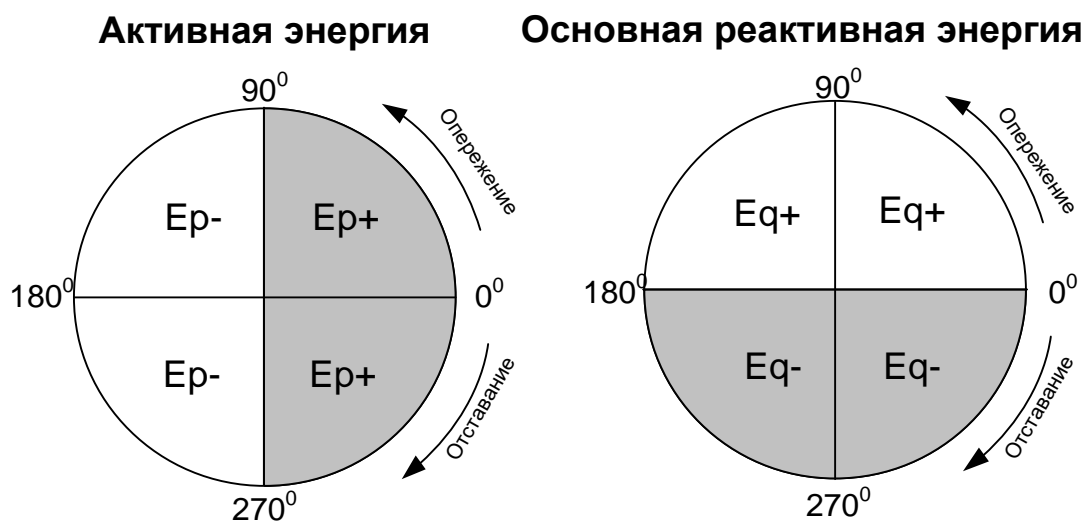 Активная энергия
90⁰
Опережение
Ep-
Ep+
180⁰
0⁰
Ep-
Ep+
Отставание
270⁰
Основная реактивная энергия
90⁰
Опережение
Eq+
Eq+
180⁰
0⁰
Eq-
Eq-
Отставание
270⁰